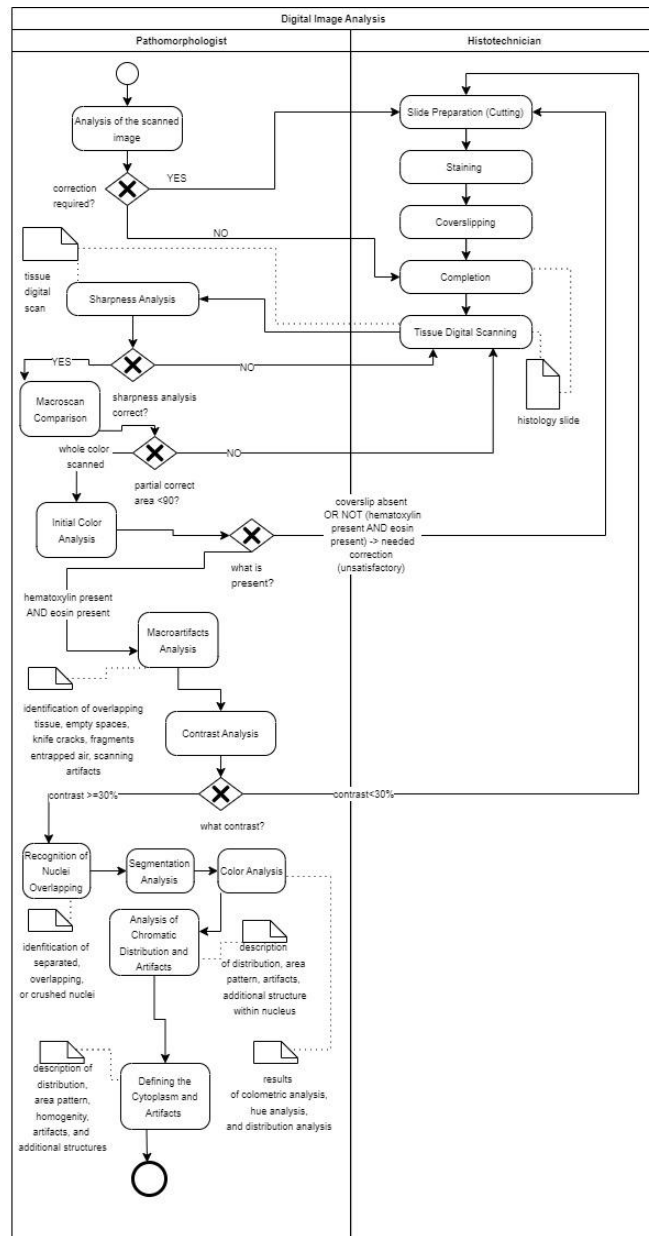 Digital Image Analysis
Pathomorphologist
Histotechnician
Analysis of the scanned
image
Slide Preparation (Cutting)
YES
correction
required?
Staining
Coverslipping
NO
Completion
tissue
digital
scan
Sharpness Analysis
Tissue Digital Scanning
YES
NO
sharpness analysis
correct?
Macroscan
Comparison
histology slide
whole color
scanned
NO
partial correct
area <90?
Initial Color
Analysis
what is
present?
coverslip absent
OR NOT (hematoxylin
present AND eosin
present) -> needed
correction
(unsatisfactory)
hematoxylin present
AND eosin present
Macroartifacts
Analysis
identification of overlapping
tissue, empty spaces,
knife cracks, fragments
entrapped air, scanning
artifacts
Contrast Analysis
contrast >=30%
contrast<30%
what contrast?
Recognition of
Nuclei
Overlapping
Segmentation
Analysis
Color Analysis
idenfitication of
separated,
overlapping,
or crushed nuclei
Analysis of
Chromatic
Distribution and
Artifacts
description
of distribution, area
pattern, artifacts,
additional structure
within nucleus
description of
distribution,
area pattern,
homogenity,
artifacts, and
additional structures
Defining the
Cytoplasm and
Artifacts
results
of colometric analysis,
hue analysis,
and distribution analysis